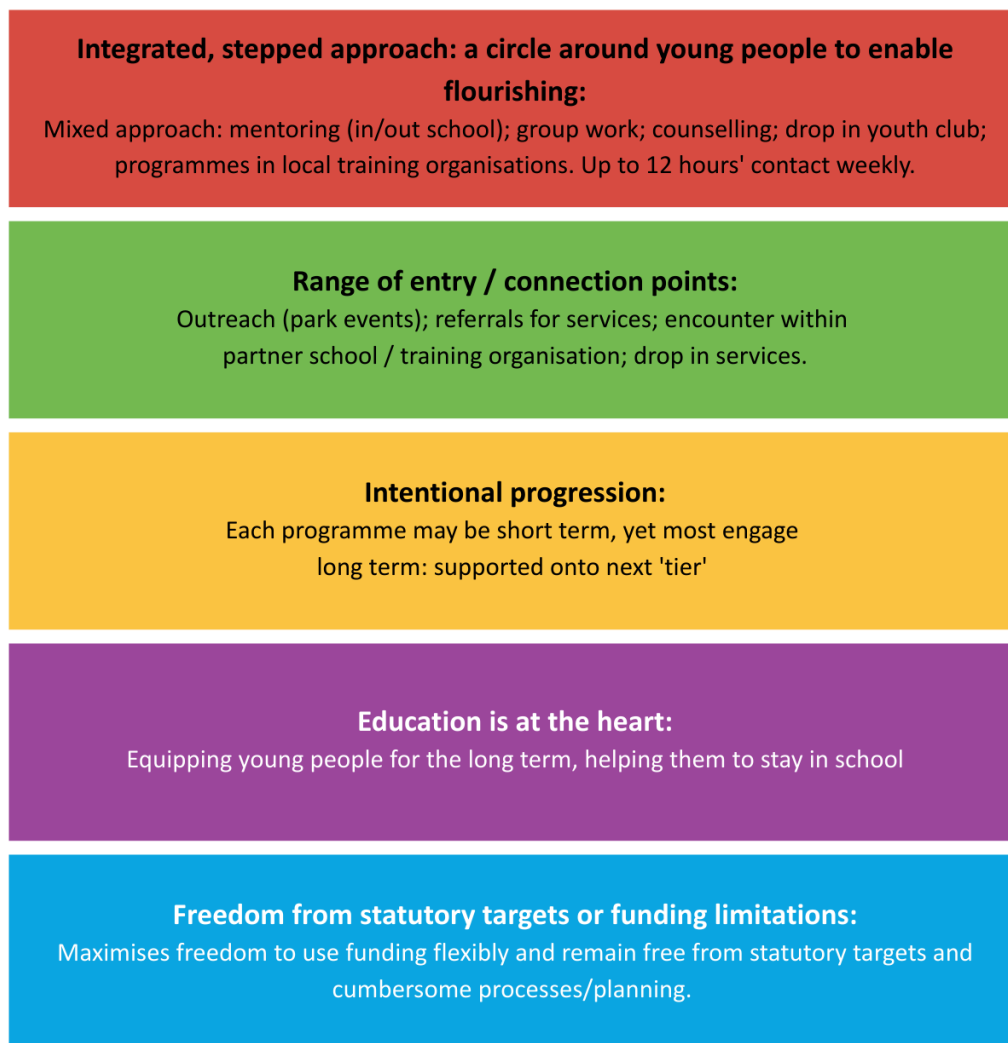 Integrated, stepped approach: a circle around young people to enable
flourishing:
Mixed approach: mentoring (in/out school); group work; counselling; drop in youth club;
programmes in local training organisations. Up to 12 hours' contact weekly.
Range of entry / connection points:
Outreach (park events); referrals for services; encounter within
partner school / training organisation; drop in services.
Intentional progression:
Each programme may be short term, yet most engage
long term: supported onto next 'tier'
Education is at the heart:
Equipping young people for the long term, helping them to stay in school
Freedom from statutory targets or funding limitations:
Maximises freedom to use funding flexibly and remain free from statutory targets and
cumbersome processes/planning.